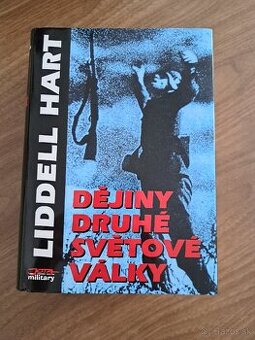 LIDDELL HART
DĚJINY
DRUHÉ
SVĚTOVÉ
VÁLKY
military